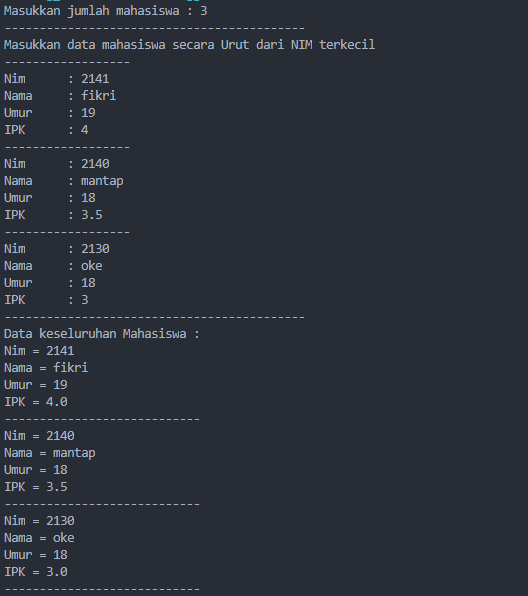 Masukkan jumlah mahasiswa : 3
-------------------------------------------
Masukkan data mahasiswa secara Urut dari NIM terkecil
------------------
Nim      : 2141
Nama     : fikri
Umur     : 19
IPK      : 4
------------------
Nim      : 2140
Nama     : mantap
Umur     : 18
IPK      : 3.5
------------------
Nim      : 2130
Nama     : oke
Umur     : 18
IPK      : 3
-------------------------------------------
Data keseluruhan Mahasiswa :
Nim = 2141
Nama = fikri
Umur = 19
IPK = 4.0
----------------------------
Nim = 2140
Nama = mantap
Umur = 18
IPK = 3.5
----------------------------
Nim = 2130
Nama = oke
Umur = 18
IPK = 3.0
----------------------------